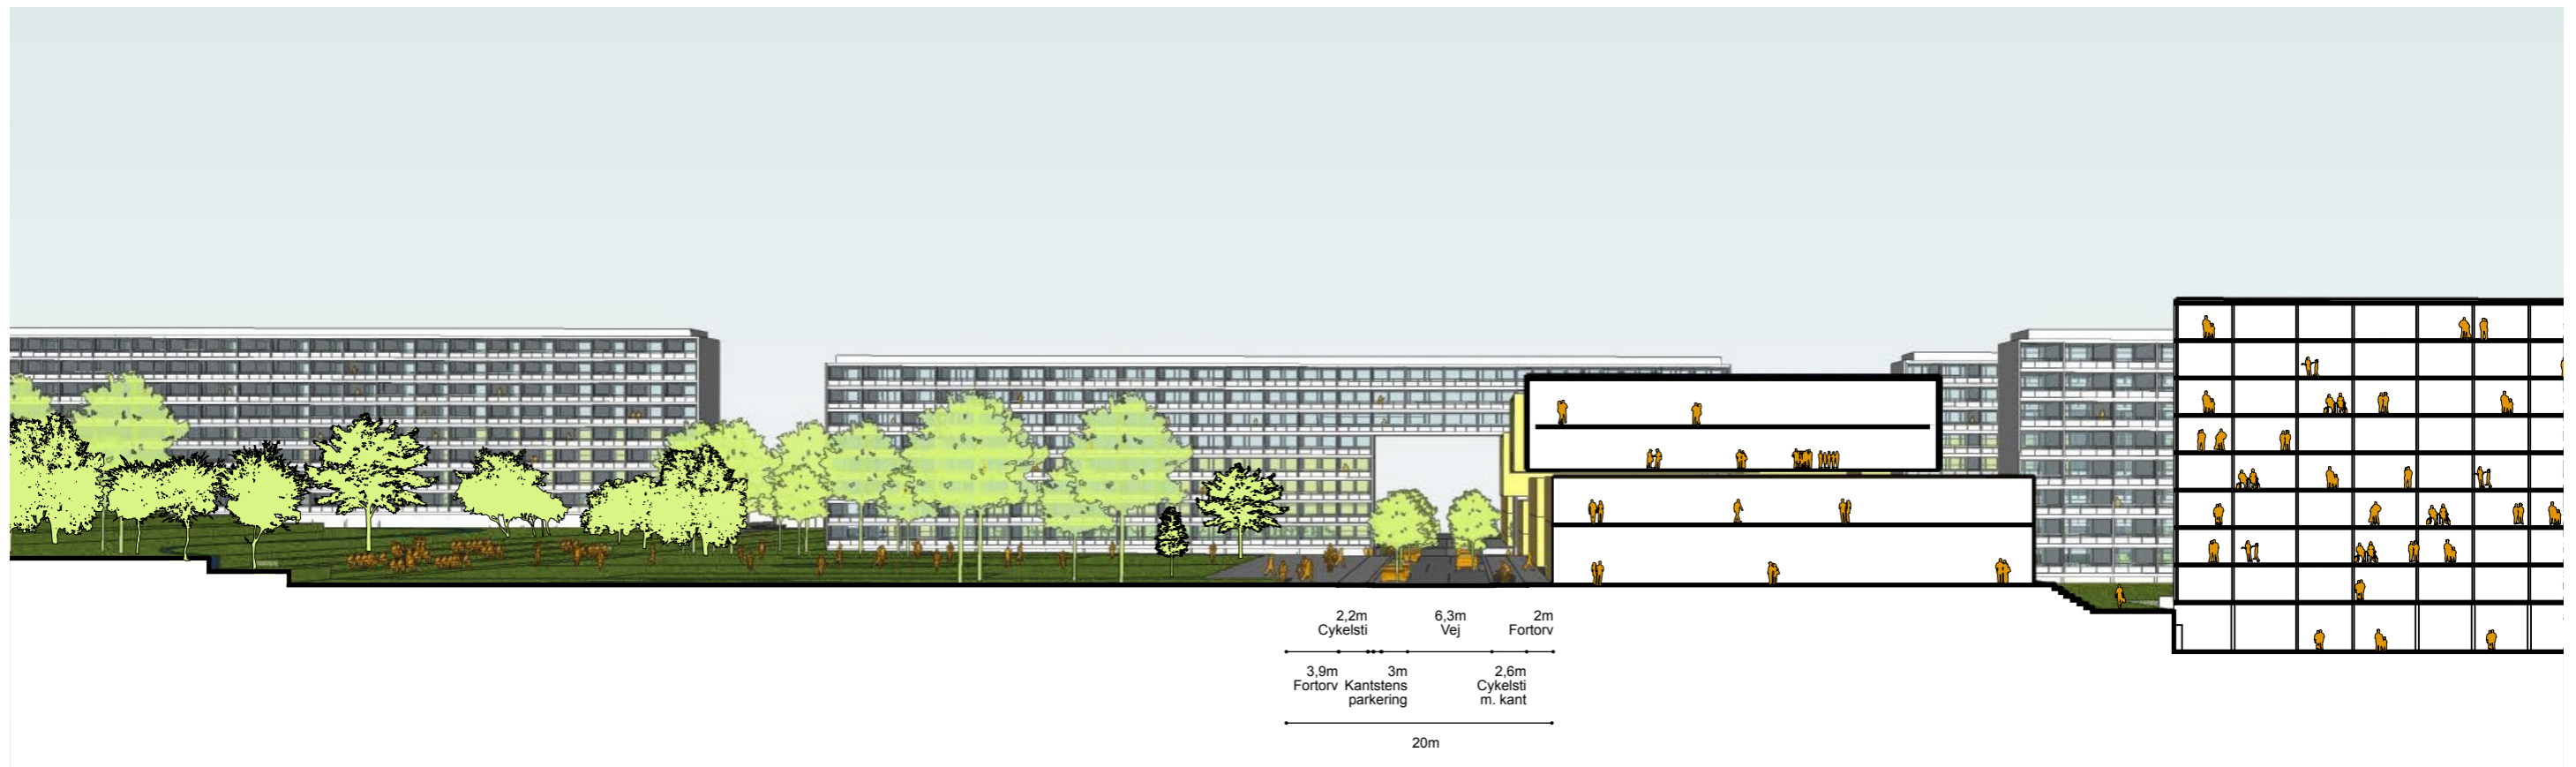 2,2m
Cykelsti
6,3m
Vej
2m
Fortorv
3,9m
Fortorv
3m
Kantstens
parkering
2,6m
Cykelsti
m. kant
20m